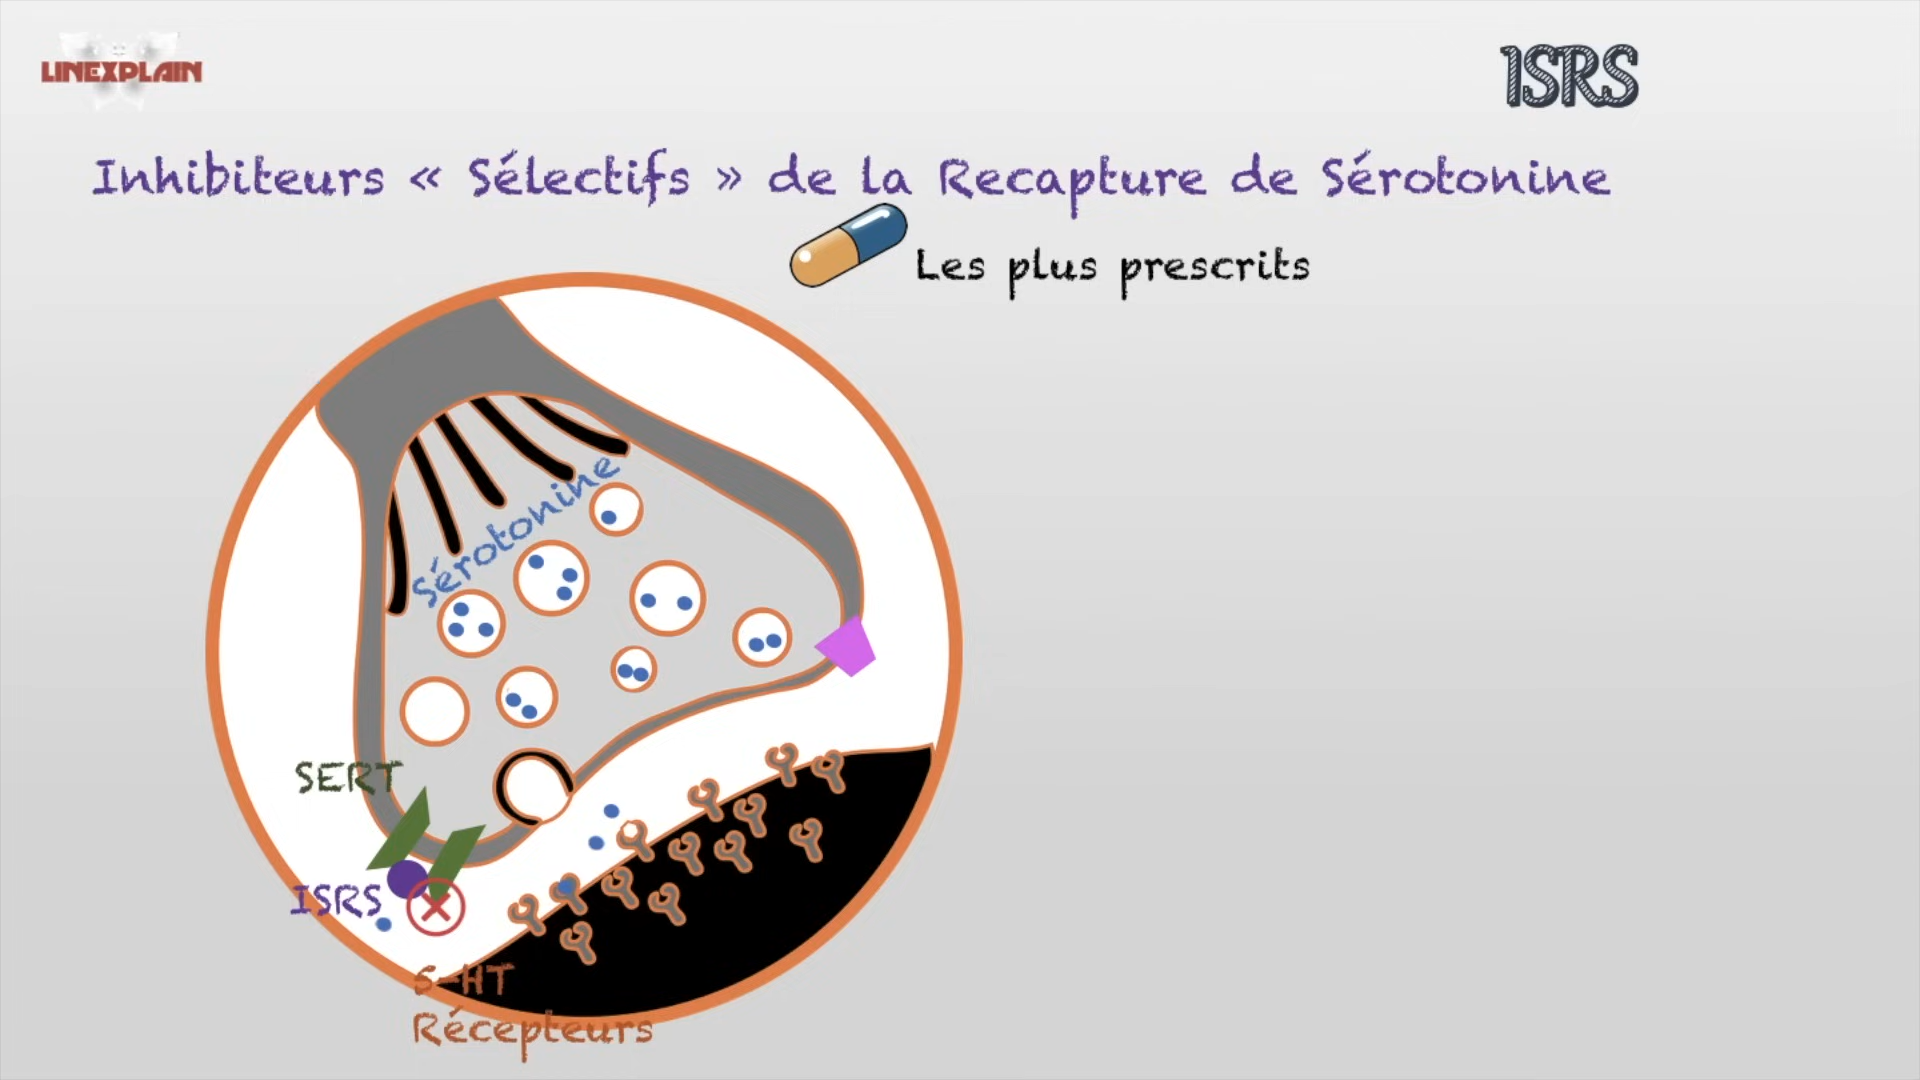 LINEXPLAIN
ISRS
Inhibiteurs « Sélectifs » de la Recapture de Sérotonine
Les plus prescrits
Sérotonine
SERT
ISRS
5-HT
Récepteurs